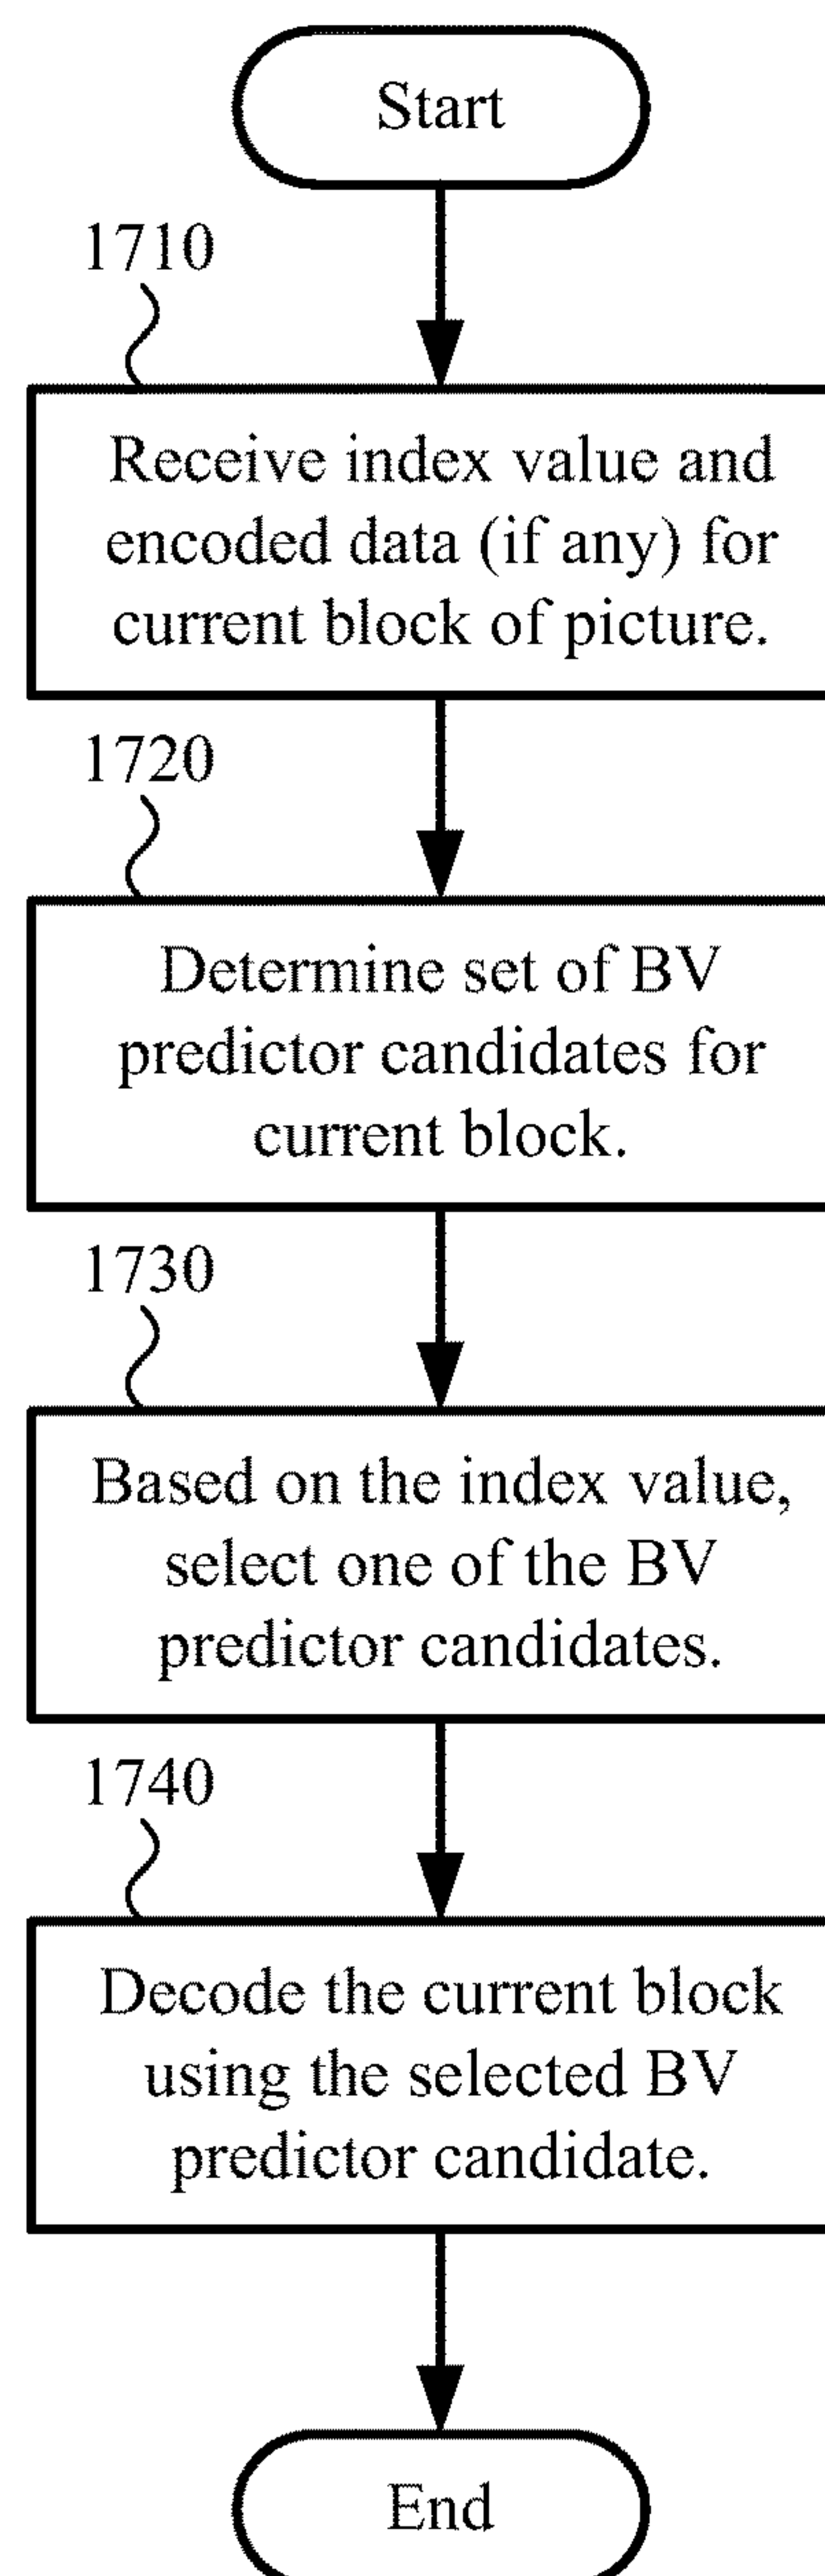 Start
1710
Receive index value and
encoded data (if any) for
current block of picture.
1720
Determine set of BV
predictor candidates for
current block.
1730
Based on the index value,
select one of the BV
predictor candidates.
1740
Decode the current block
using the selected BV
predictor candidate.
End